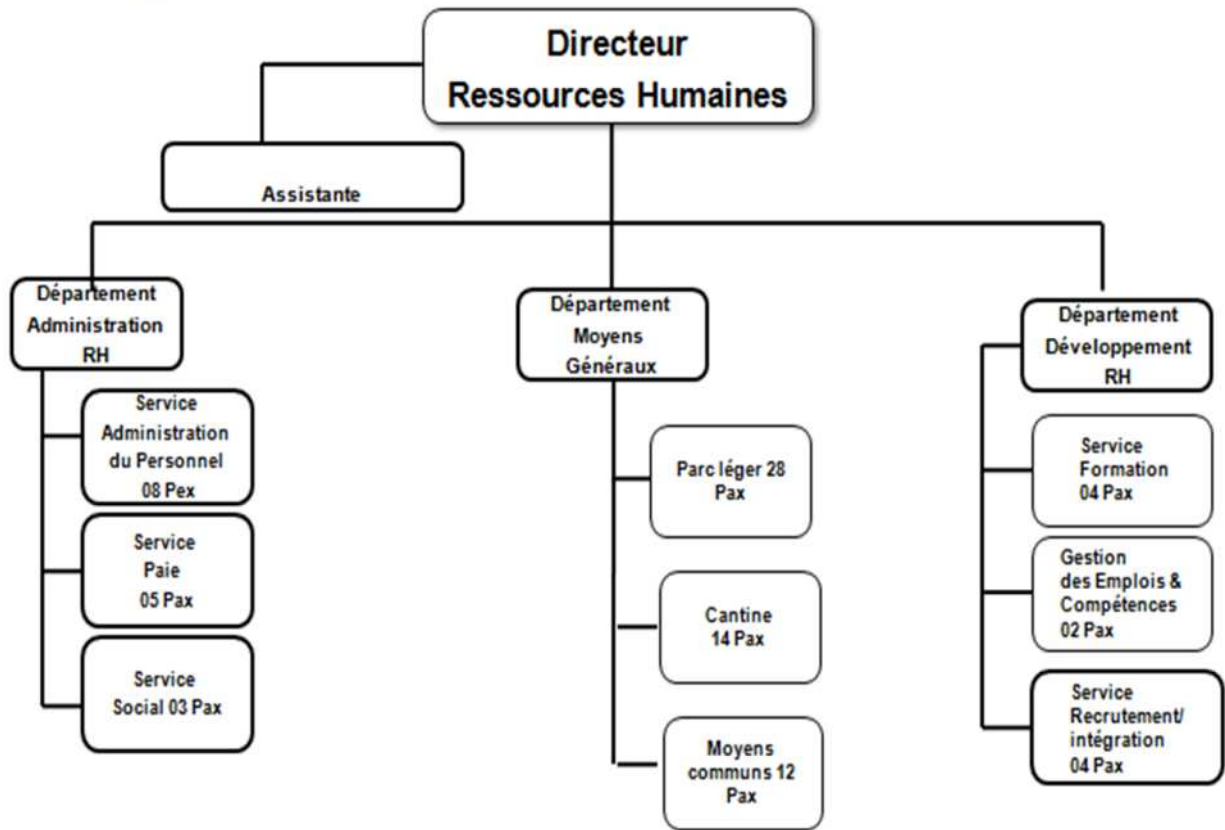 Directeur
Ressources Humaines
Assistante
Département
Administration
RH
Service
Administration
du Personnel
08 Pex
Service
Paie
05 Pax
Service
Social 03 Pax
Département
Moyens
Généraux
Parc léger 28
Pax
Cantine
14 Pax
Moyens
communs 12
Pax
Département
Développement
RH
Service
Formation
04 Pax
Gestion
des Emplois &
Compétences
02 Pax
Service
Recrutement/
intégration
04 Pax